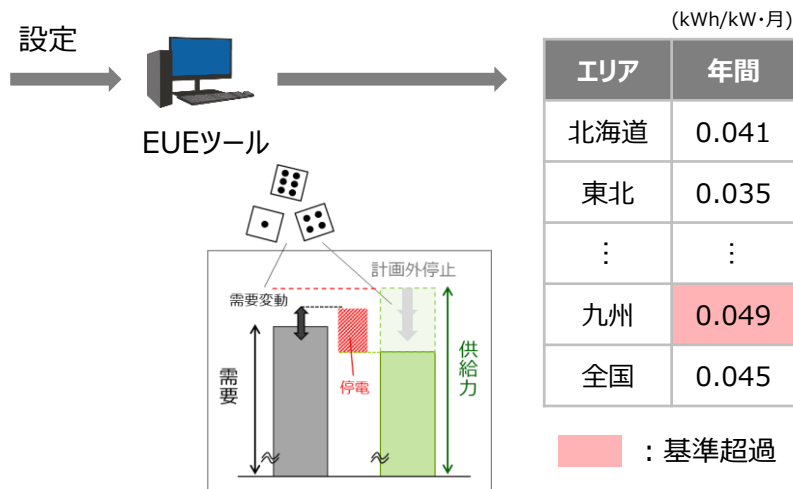 (kWh/kW･月)
設定
EUEツール
エリア 年間
北海道 0.041
東北 0.035
⋮ ⋮
九州 0.049
全国 0.045
：基準超過
計画外停止
需要変動
需要
停電
供給力